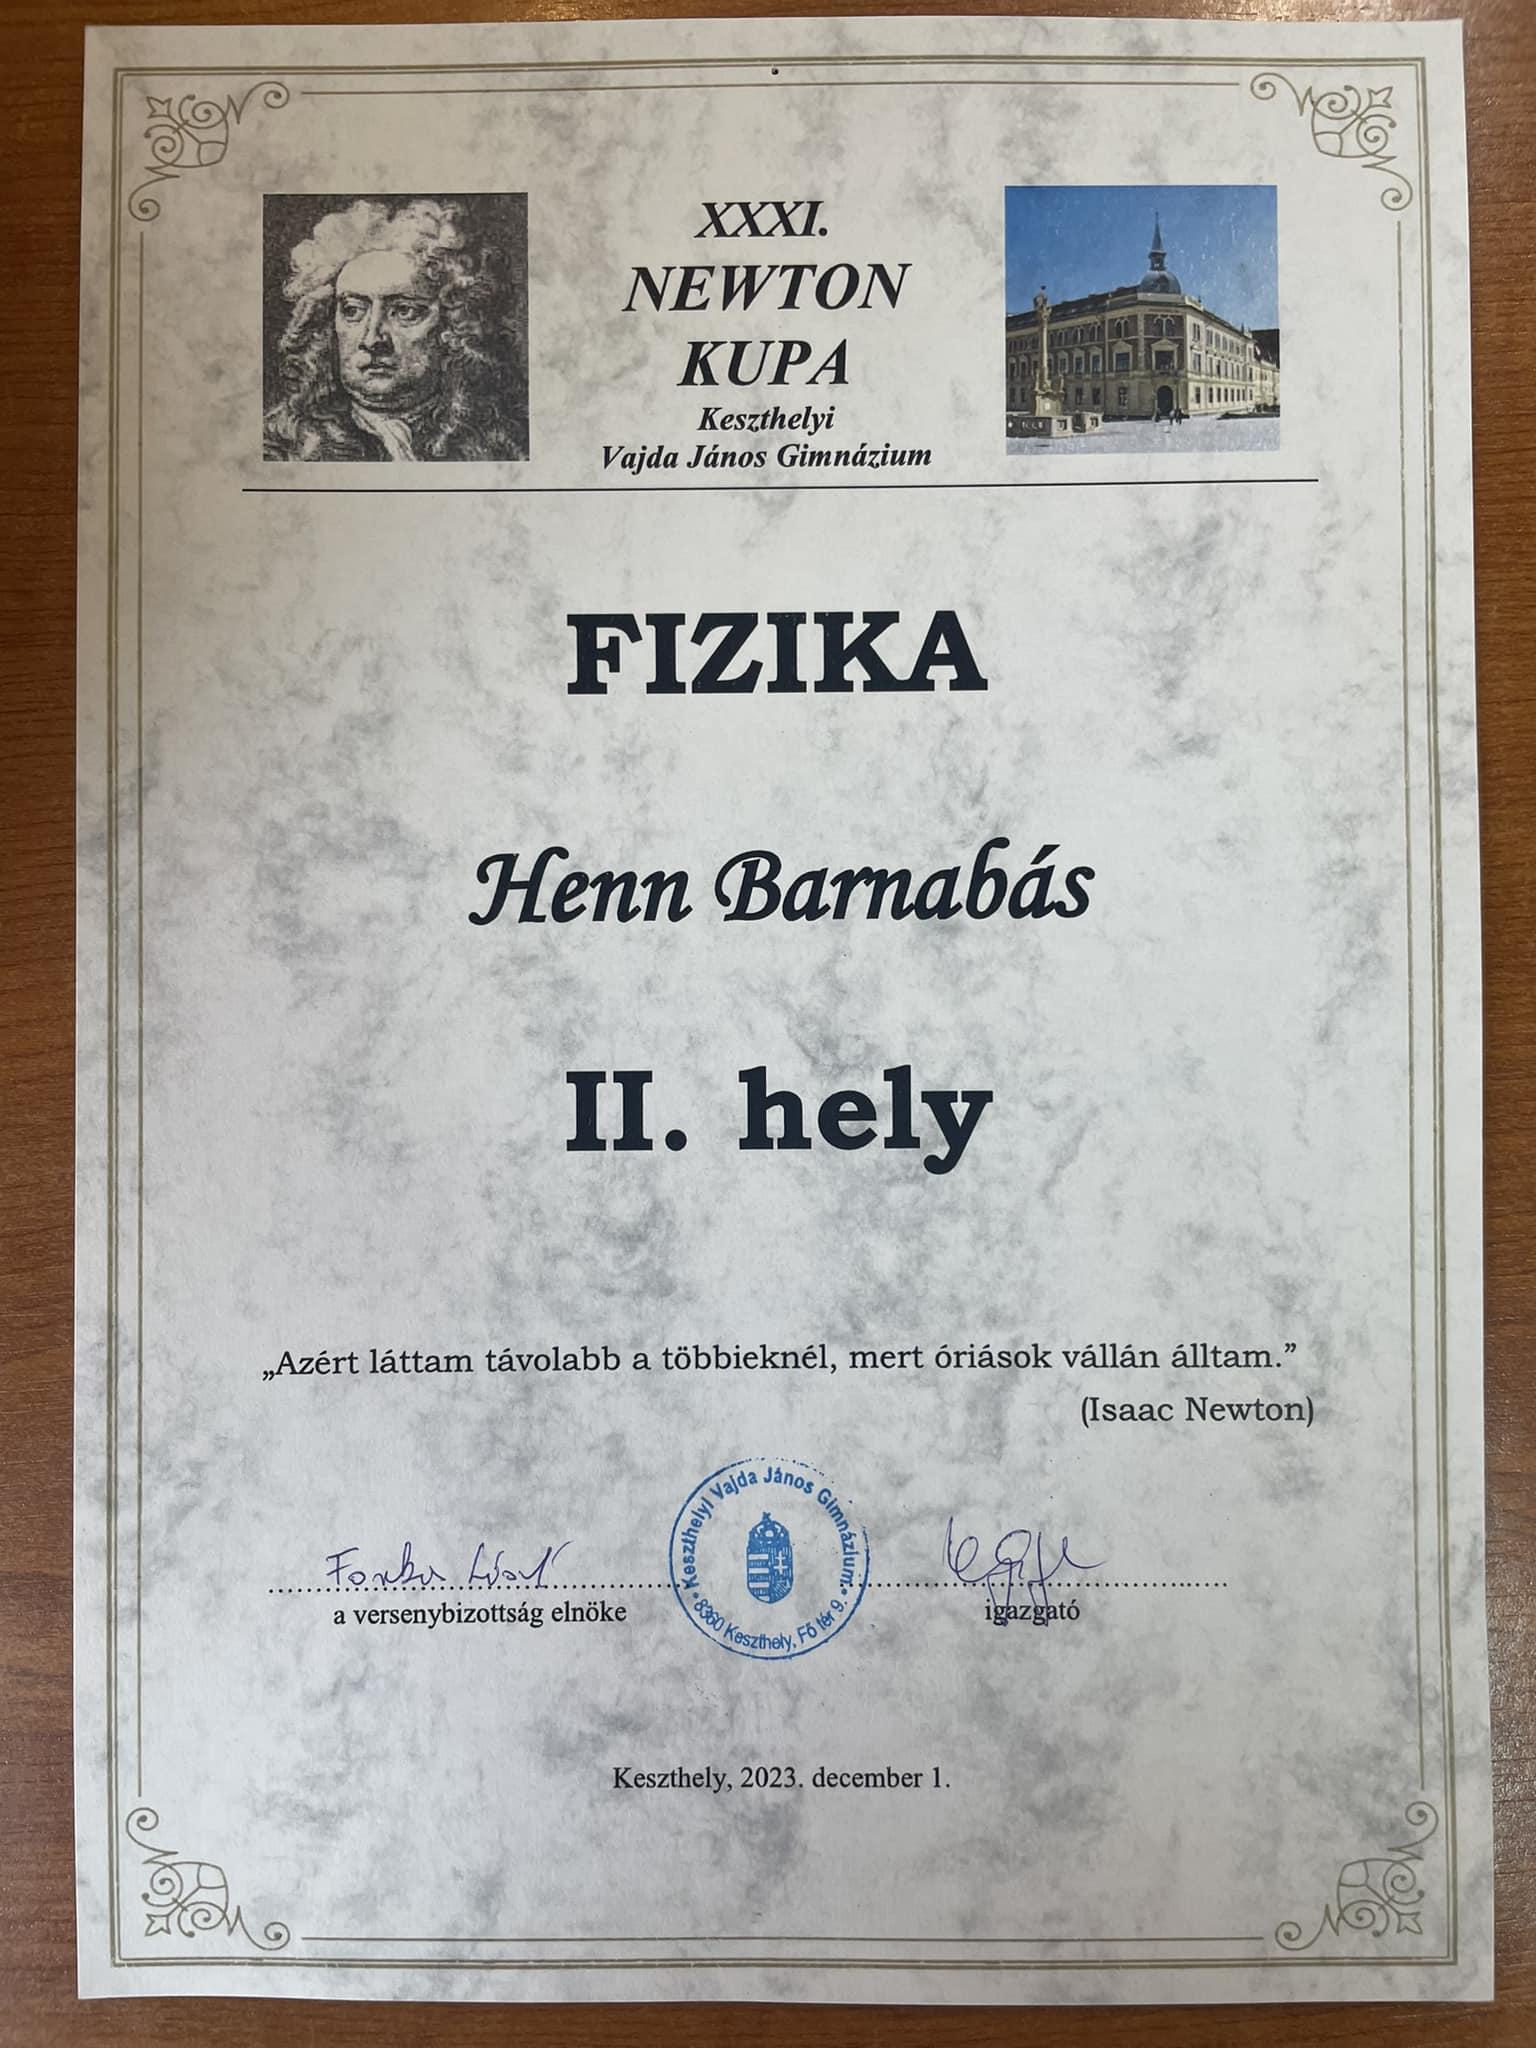 XXXI.
NEWTON
KUPA
Keszthelyi
Vajda János Gimnázium
FIZIKA
Henn Barnabás
II. hely
„Azért láttam távolabb a többieknél, mert óriások vállán álltam.”
(Isaac Newton)
Keszthelyi Vajda János Gimnázium
8360 Keszthely, Fő tér 9.
a versenybizottság elnöke
igazgató
Keszthely, 2023. december 1.